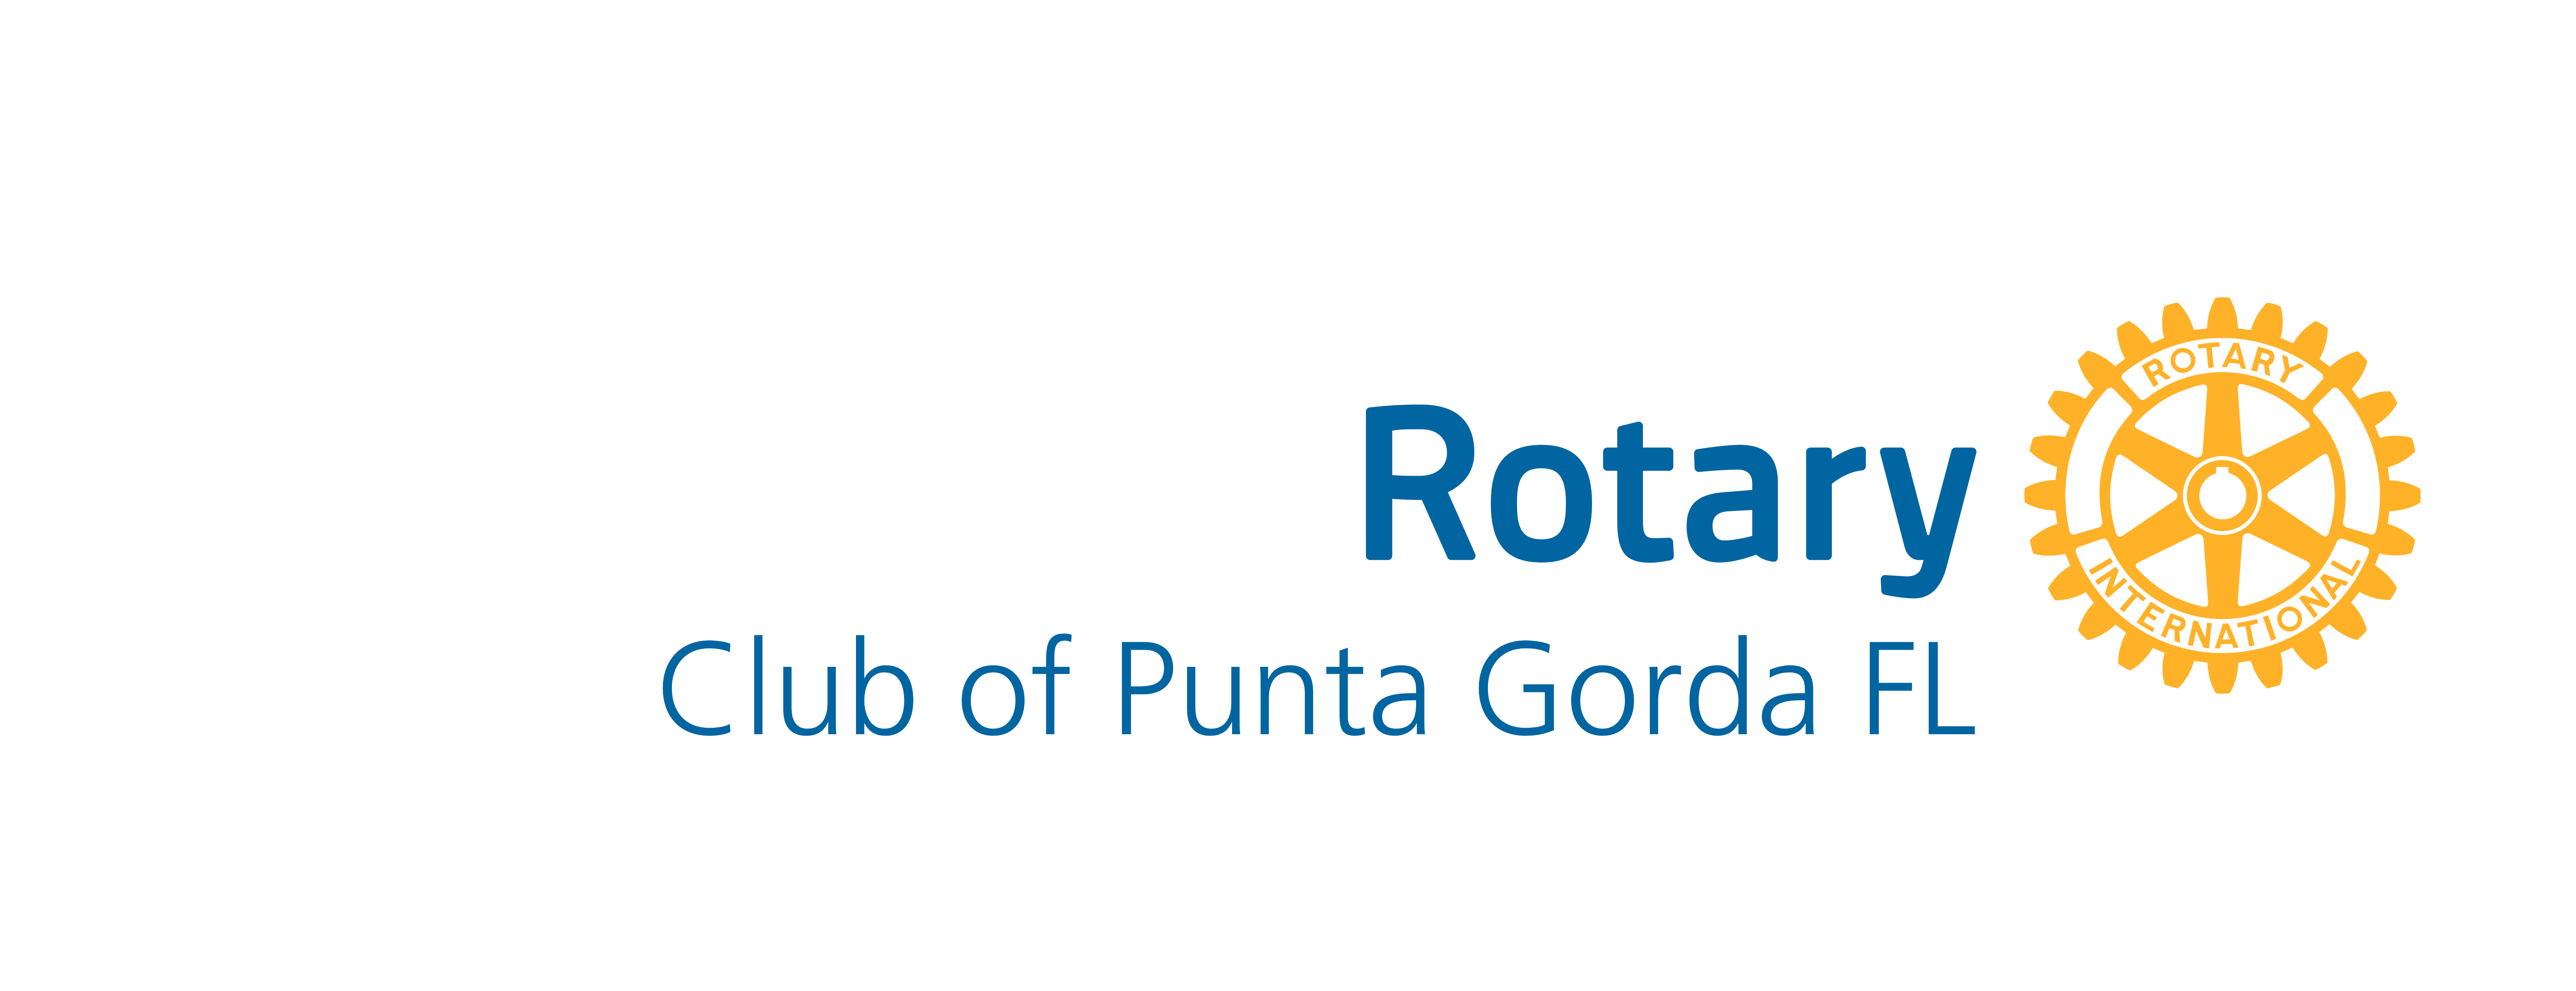 Rotary
Club of Punta Gorda FL
ROTARY
INTERNATIONAL